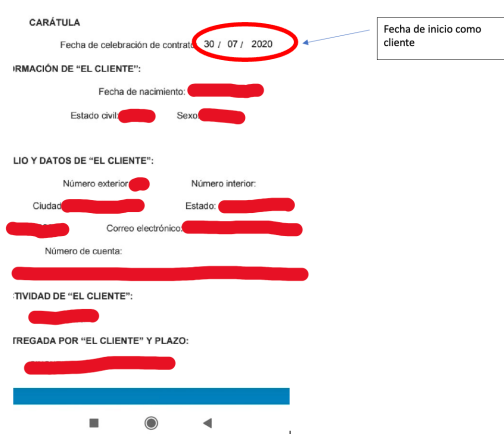 CARÁTULA
Fecha de celebración de contrato 30 / 07 / 2020
Fecha de inicio como
cliente
RMACIÓN DE “EL CLIENTE”:
Fecha de nacimiento:
Estado civil: Sexo:
LIO Y DATOS DE “EL CLIENTE”:
Número exterior: Número interior:
Ciudad Estado:
Correo electrónico:
Número de cuenta:
TIVIDAD DE “EL CLIENTE”:
TREGADA POR “EL CLIENTE” Y PLAZO: